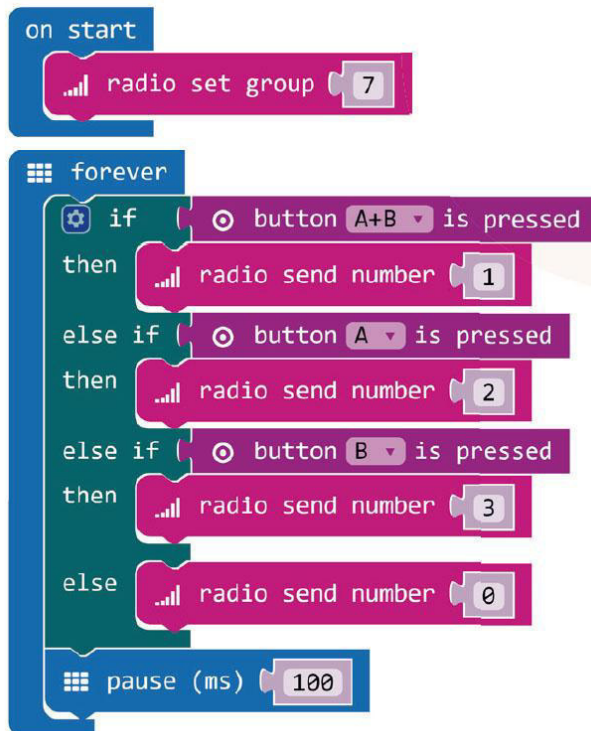 on start
radio set group 7
forever
if button A+B is pressed
then radio send number 1
else if button A is pressed
then radio send number 2
else if button B is pressed
then radio send number 3
else radio send number 0
pause (ms) 100